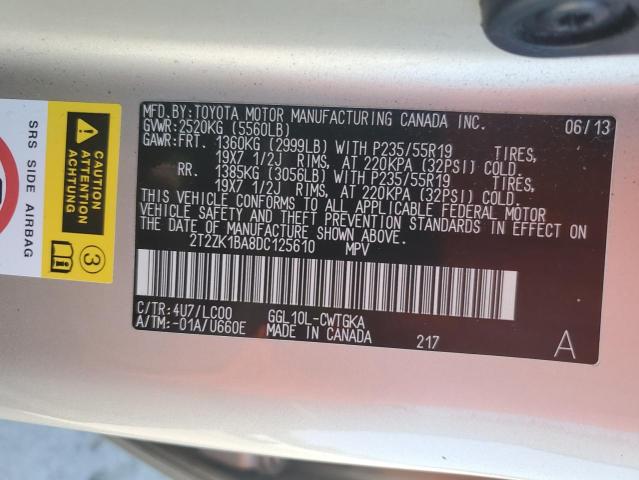 MFD.BY:TOYOTA MOTOR MANUFACTURING CANADA INC. 06/13
GVWR:2520KG (5560LB)
GAWR:FRT. 1360KG (2999LB) WITH P235/55R19 TIRES,
19X7 1/2J RIMS, AT 220KPA (32PSI) COLD.
RR. 1385KG (3056LB) WITH P235/55R19 TIRES,
19X7 1/2J RIMS, AT 220KPA (32PSI) COLD.
THIS VEHICLE CONFORMS TO ALL APPLICABLE FEDERAL MOTOR
VEHICLE SAFETY AND THEFT PREVENTION STANDARDS IN EFFECT ON
THE DATE OF MANUFACTURE SHOWN ABOVE.
2T2ZK1BA8DC125610 MPV
C/TR:4U7/LC00 GGL10L-CWTGKA
A/TM:-01A/U660E MADE IN CANADA 217 A
SRS SIDE AIRBAG
CAUTION
ATTENTION
3